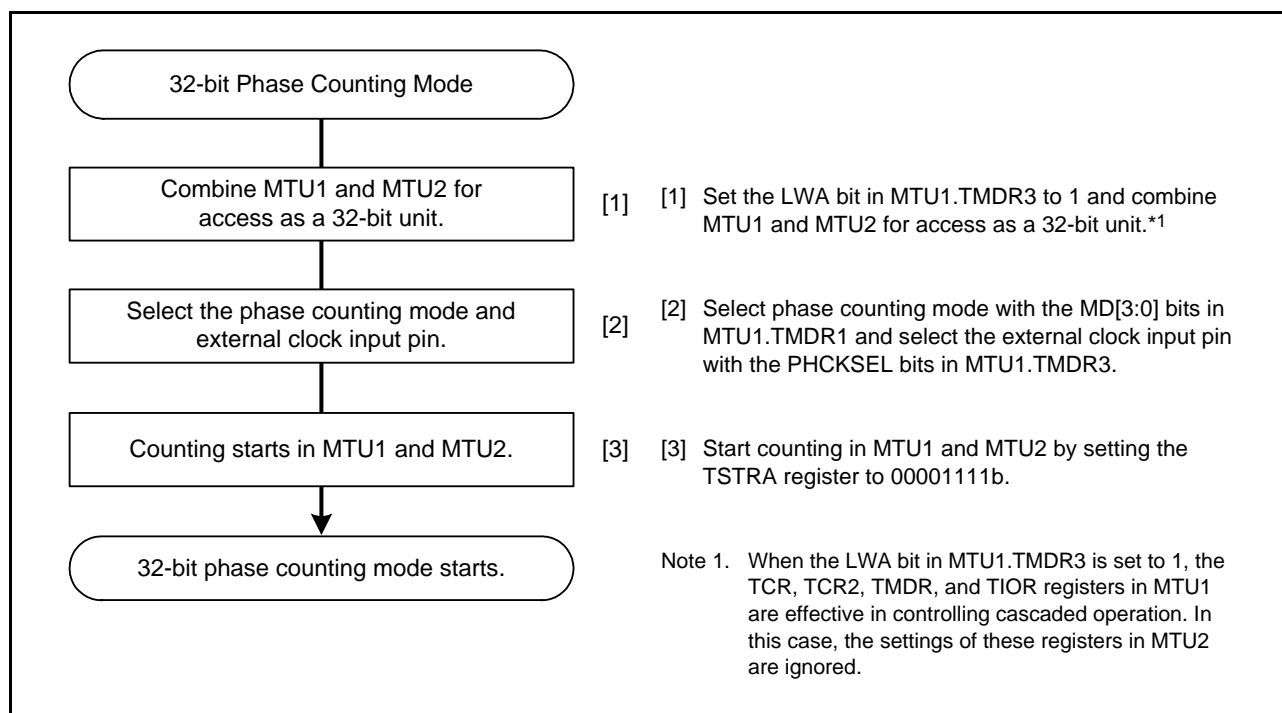 32-bit Phase Counting Mode
Combine MTU1 and MTU2 for
access as a 32-bit unit.
[1]
[1] Set the LWA bit in MTU1.TMDR3 to 1 and combine
MTU1 and MTU2 for access as a 32-bit unit.*1
Select the phase counting mode and
external clock input pin.
[2]
[2] Select phase counting mode with the MD[3:0] bits in
MTU1.TMDR1 and select the external clock input pin
with the PHCKSEL bits in MTU1.TMDR3.
Counting starts in MTU1 and MTU2.
[3]
[3] Start counting in MTU1 and MTU2 by setting the
TSTRA register to 00001111b.
32-bit phase counting mode starts.
Note 1. When the LWA bit in MTU1.TMDR3 is set to 1, the
TCR, TCR2, TMDR, and TIOR registers in MTU1
are effective in controlling cascaded operation. In
this case, the settings of these registers in MTU2
are ignored.